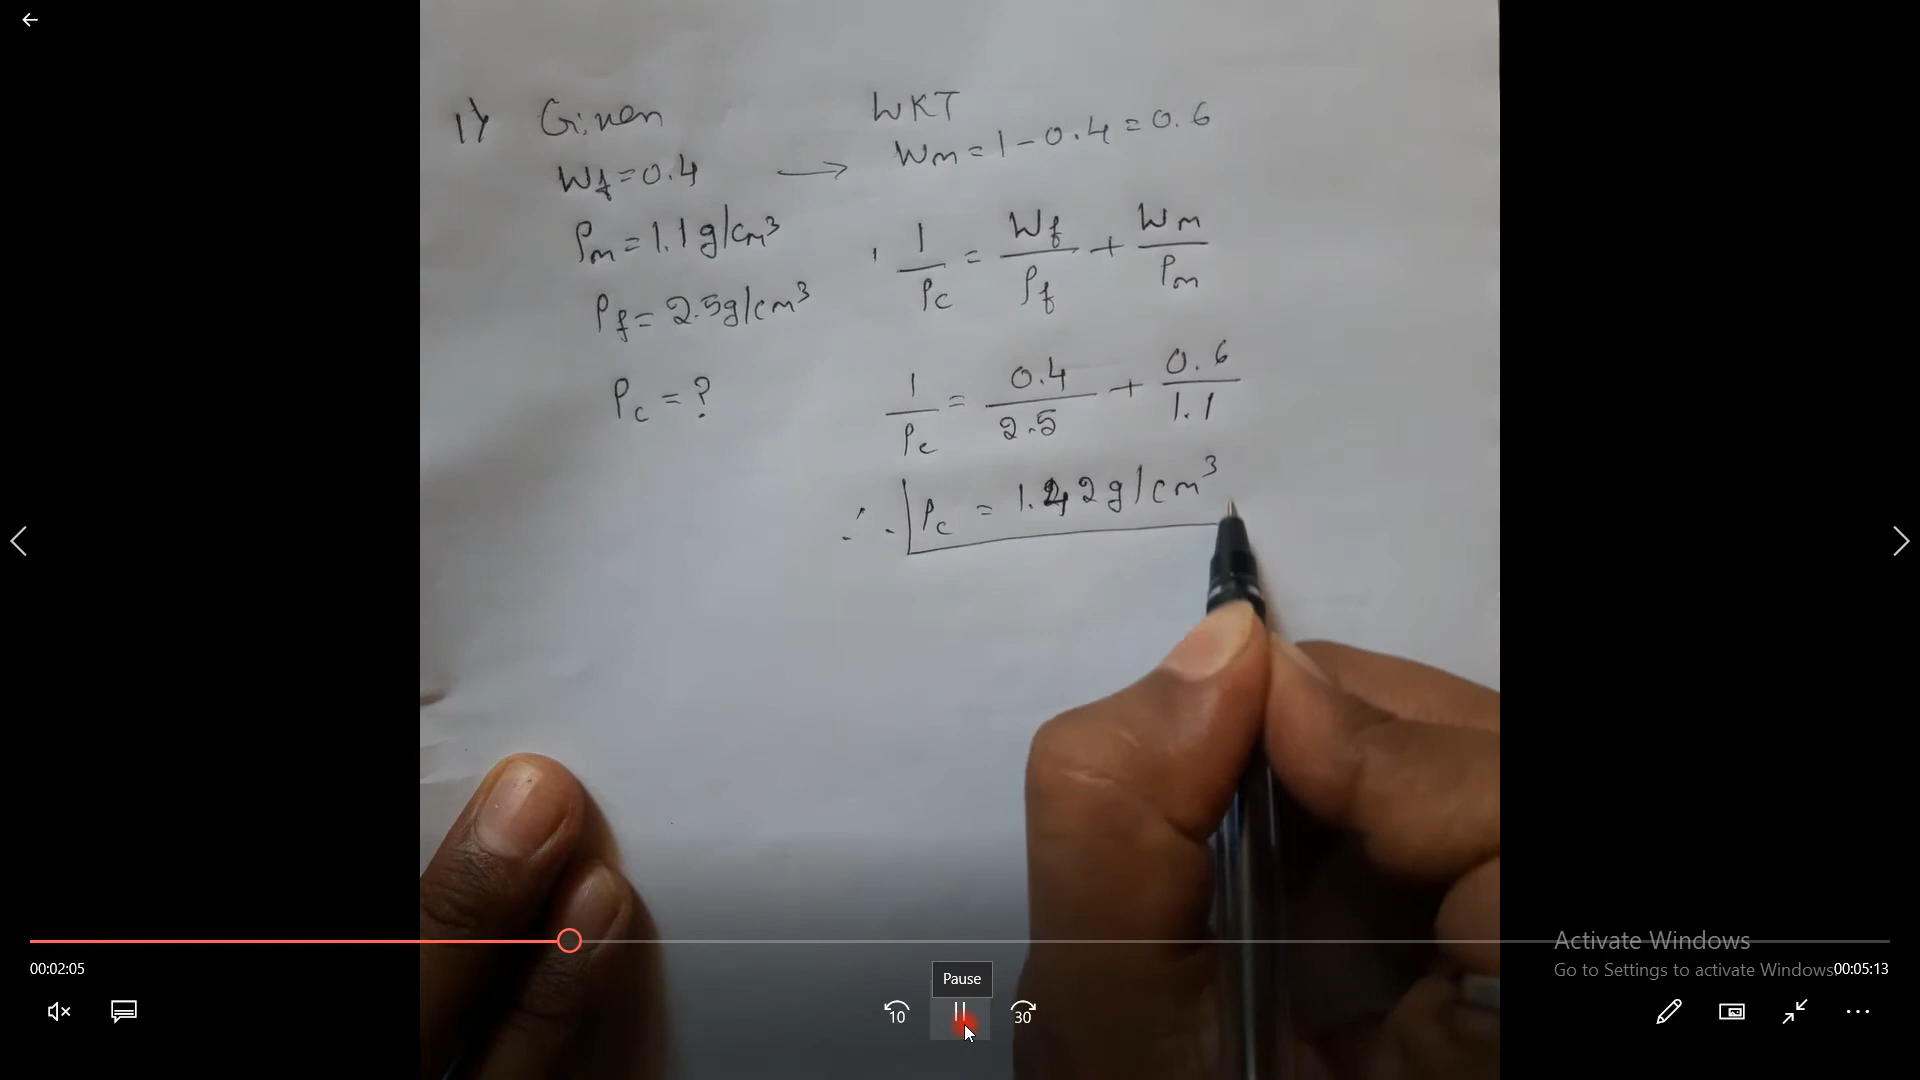 1) Given
Wf = 0.4 →
ρm = 1.1 g/cm³
ρf = 2.5 g/cm³
ρc = ?
WKT
Wm = 1 - 0.4 = 0.6
1/ρc = Wf/ρf + Wm/ρm
1/ρc = 0.4/2.5 + 0.6/1.1
∴ ρc = 1.42 g/cm³
Activate Windows
Go to Settings to activate Windows
00:02:05
00:05:13
Pause
10
30